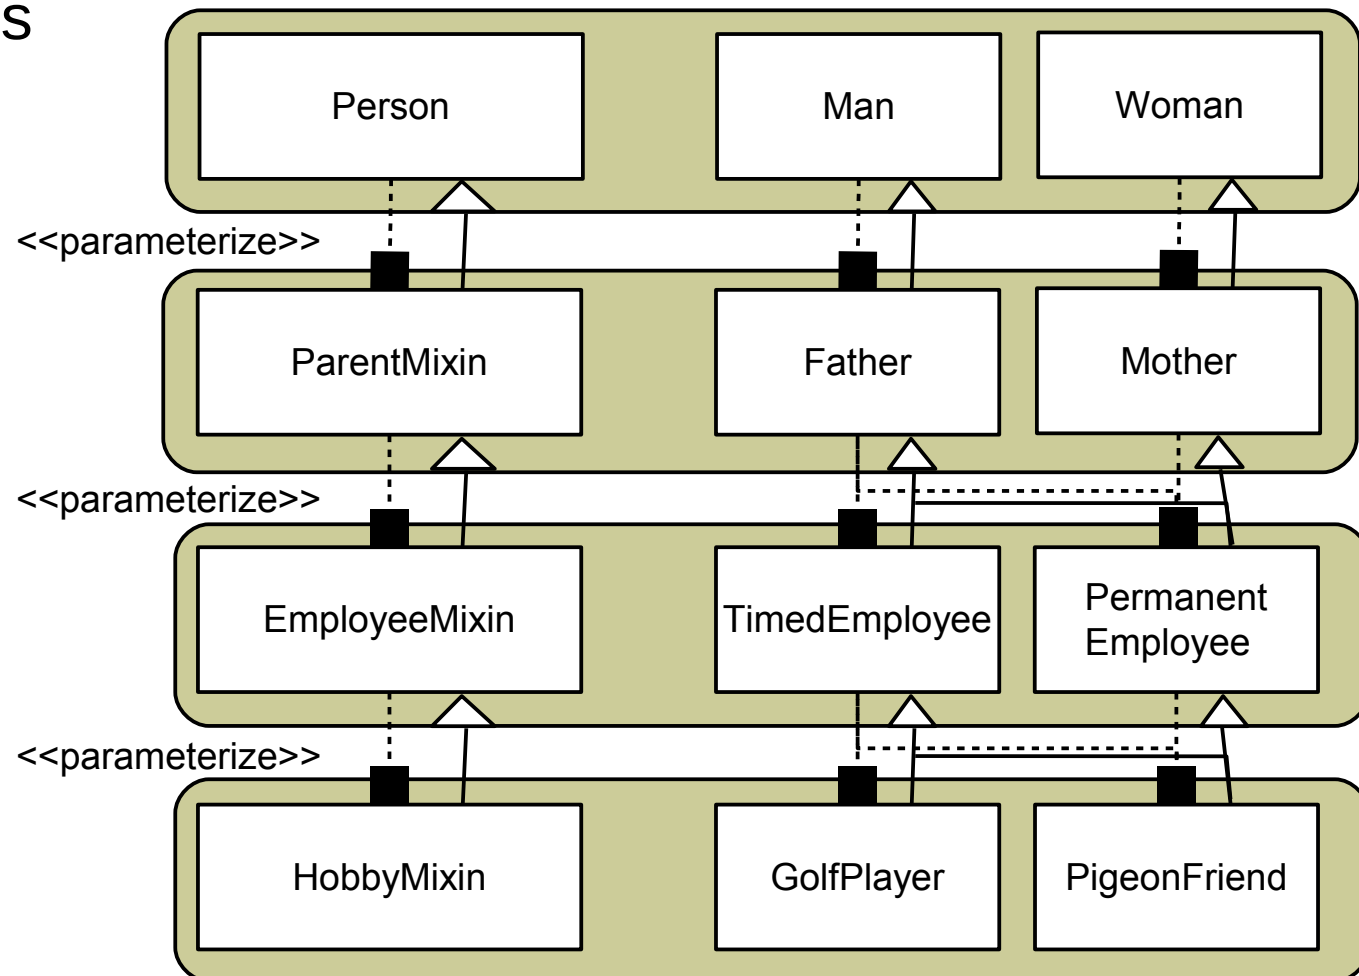 s
Person
Man
Woman
<<parameterize>>
ParentMixin
Father
Mother
<<parameterize>>
EmployeeMixin
TimedEmployee
Permanent
Employee
<<parameterize>>
HobbyMixin
GolfPlayer
PigeonFriend